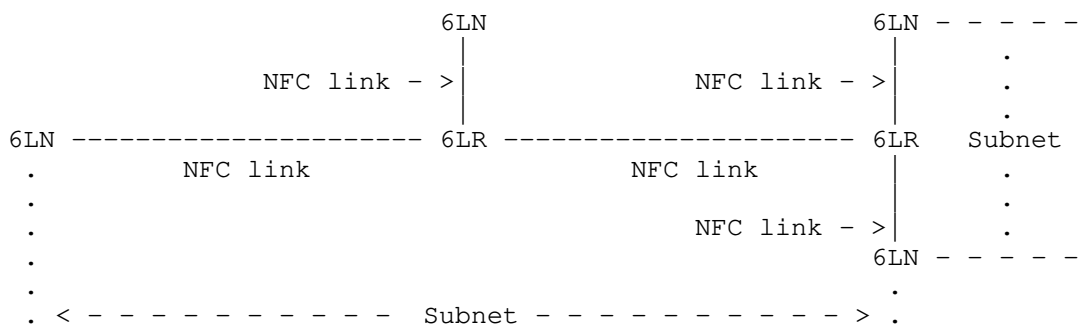 6LN 6LN
NFC link - > NFC link - >
6LN 6LR 6LR Subnet
NFC link NFC link
NFC link - >
6LN
< - - - - - - - - - - Subnet - - - - - - - - - - >